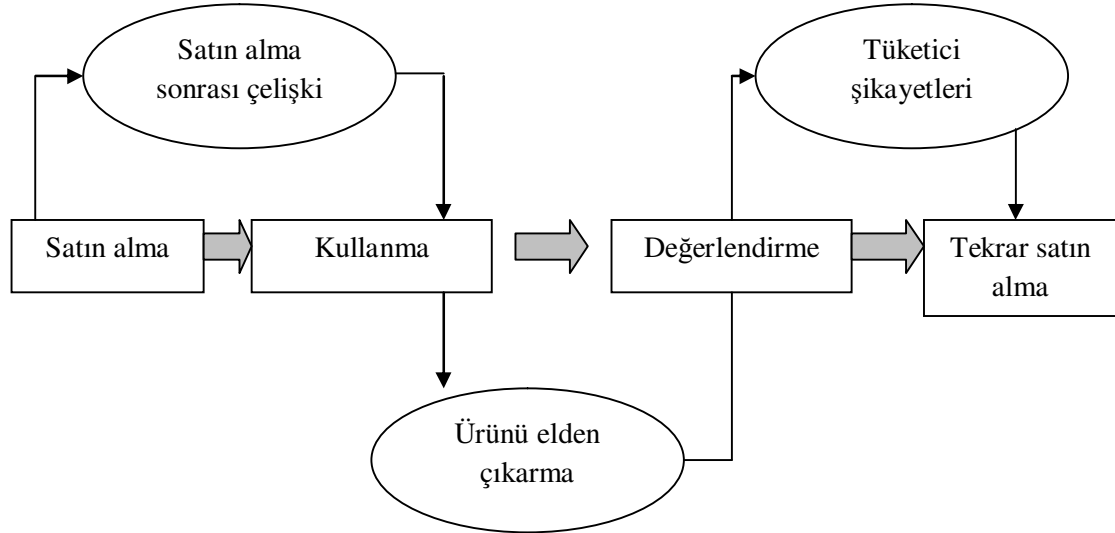 Satın alma
sonrası çelişki
Tüketici
şikayetleri
Satın alma
Kullanma
Değerlendirme
Tekrar satın
alma
Ürünü elden
çıkarma